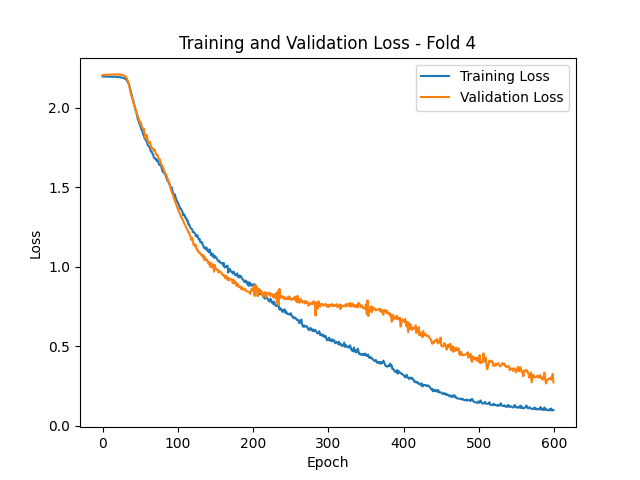 Training and Validation Loss - Fold 4
Training Loss
Validation Loss
Loss
2.0
1.5
1.0
0.5
0.0
0 100 200 300 400 500 600
Epoch